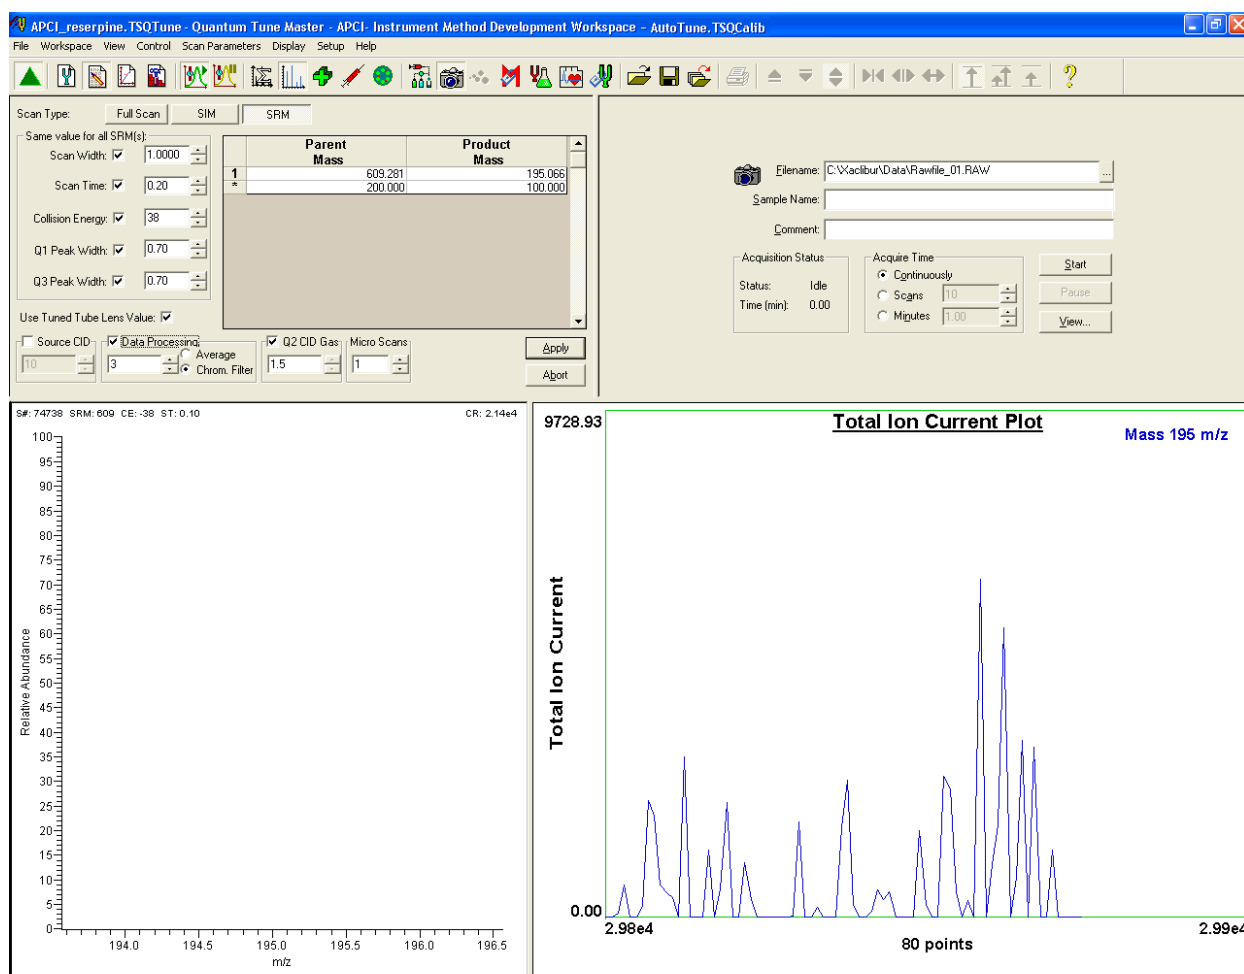 APCI_reserpine.TSQTune - Quantum Tune Master - APCI- Instrument Method Development Workspace - AutoTune.TSQCalib
File Workspace View Control Scan Parameters Display Setup Help
Scan Type: Full Scan SIM SRM
Same value for all SRM(s):
Scan Width: 1.0000
Scan Time: 0.20
Collision Energy: 38
Q1 Peak Width: 0.70
Q3 Peak Width: 0.70
Use Tuned Tube Lens Value:
Parent Mass Product Mass
1 609.281 195.066
* 200.000 100.000
Source CID
10
Data Processing
3
Average
Chrom. Filter
Q2 CID Gas
1.5
Micro Scans
1
Apply
Abort
Filename: C:\Xcalibur\Data\Rawfile_01.RAW ...
Sample Name:
Comment:
Acquisition Status
Status: Idle
Time (min): 0.00
Acquire Time
Continuously
Scans 10
Minutes 1.00
Start
Pause
View...
S#: 74738 SRM: 609 CE: -38 ST: 0.10 CR: 2.14e4
100
95
90
85
80
75
70
65
60
55
50
45
40
35
30
25
20
15
10
5
0
Relative Abundance
194.0 194.5 195.0 195.5 196.0 196.5
m/z
Total Ion Current Plot
Mass 195 m/z
9728.93
Total Ion Current
0.00
2.98e4 2.99e4
80 points